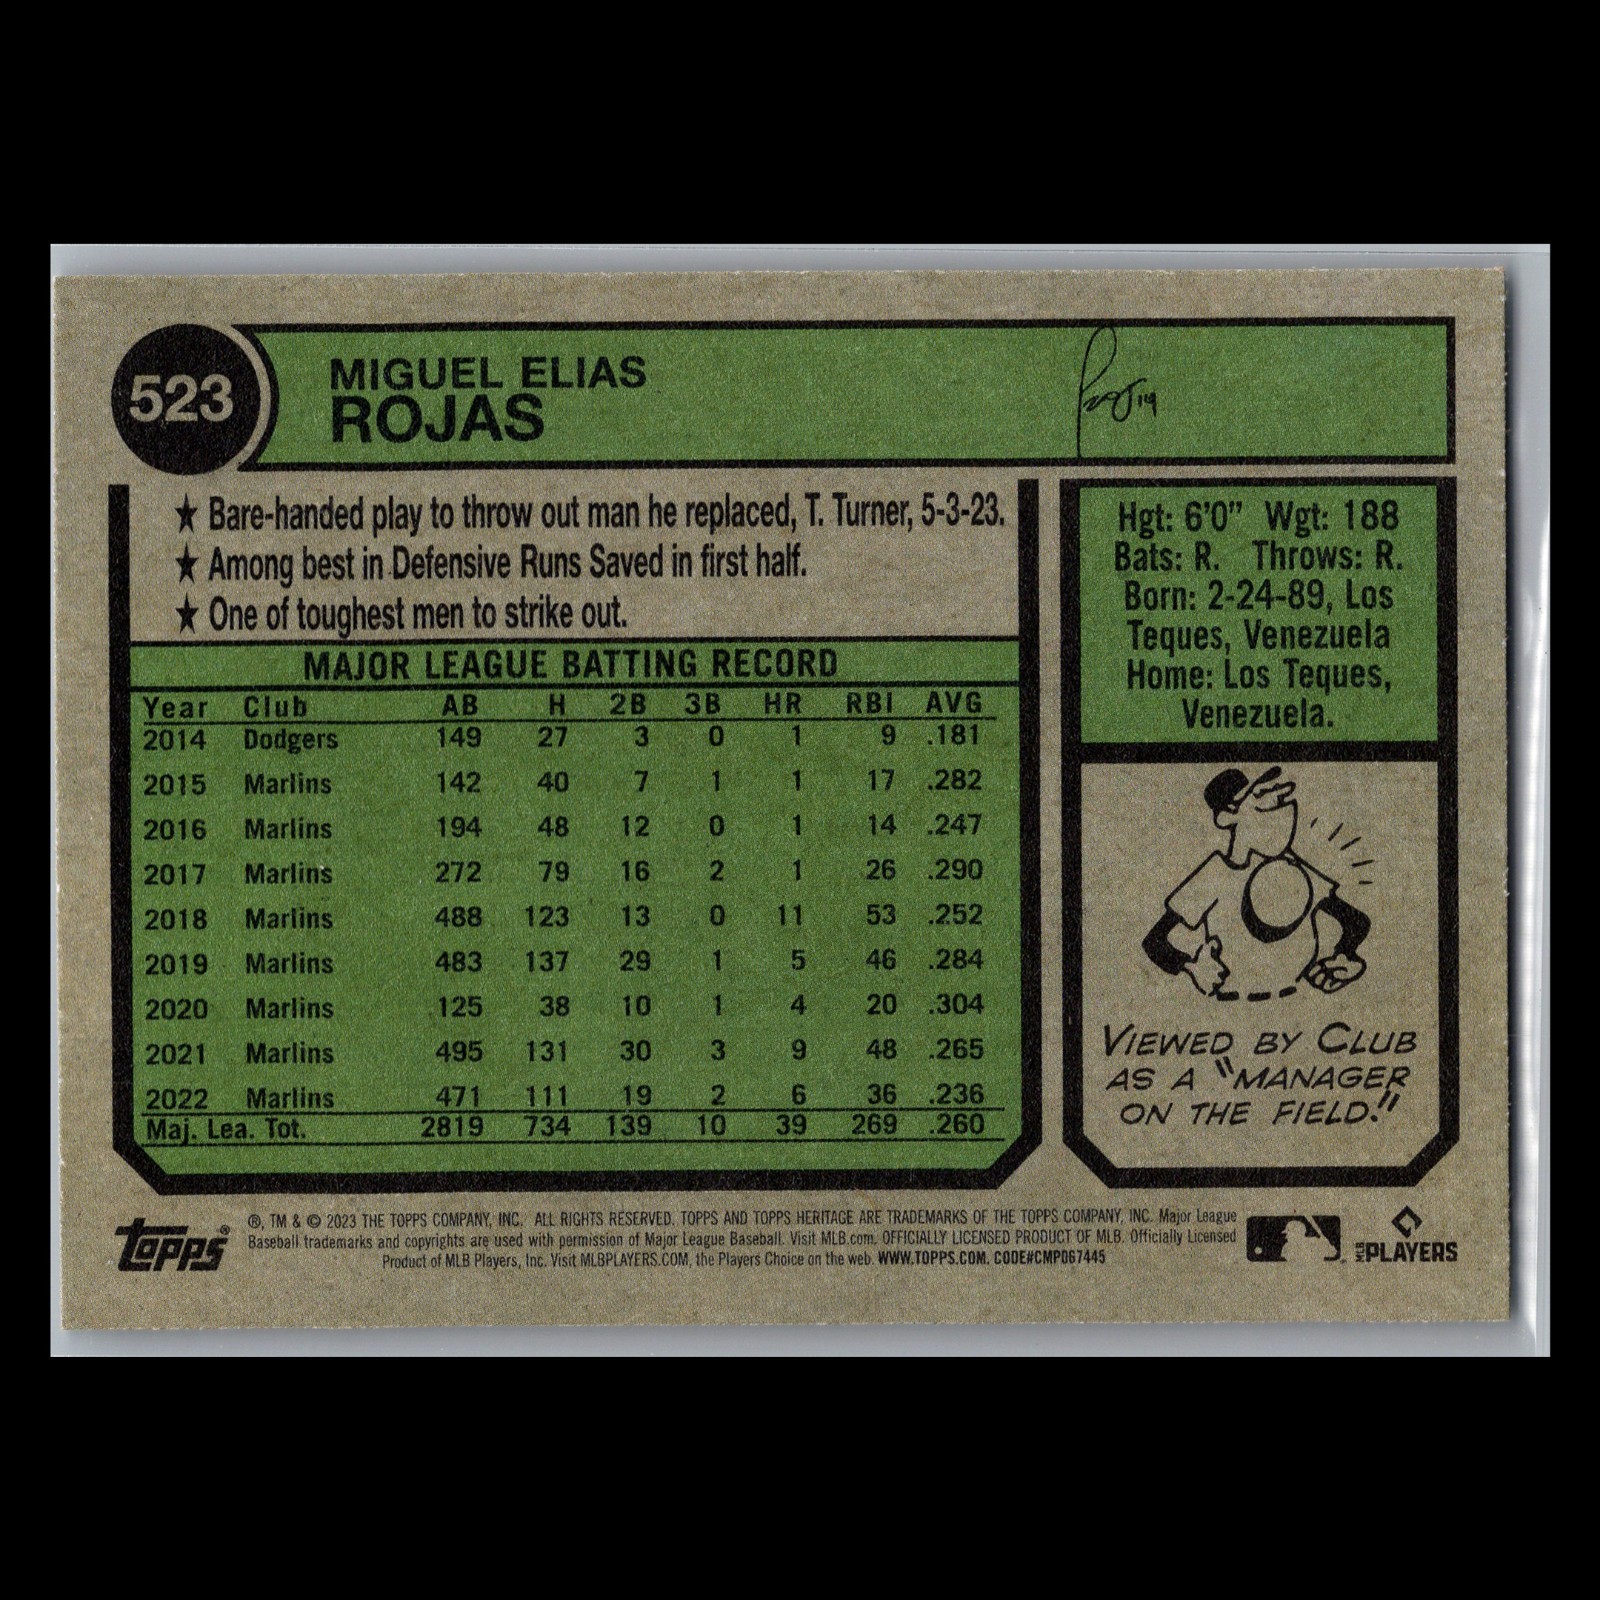 523
MIGUEL ELIAS
ROJAS
★ Bare-handed play to throw out man he replaced, T. Turner, 5-3-23.
★ Among best in Defensive Runs Saved in first half.
★ One of toughest men to strike out.
MAJOR LEAGUE BATTING RECORD
Year Club AB H 2B 3B HR RBI AVG
2014 Dodgers 149 27 3 0 1 9 .181
2015 Marlins 142 40 7 1 1 17 .282
2016 Marlins 194 48 12 0 1 14 .247
2017 Marlins 272 79 16 2 1 26 .290
2018 Marlins 488 123 13 0 11 53 .252
2019 Marlins 483 137 29 1 5 46 .284
2020 Marlins 125 38 10 1 4 20 .304
2021 Marlins 495 131 30 3 9 48 .265
2022 Marlins 471 111 19 2 6 36 .236
Maj. Lea. Tot. 2819 734 139 10 39 269 .260
Hgt: 6'0" Wgt: 188
Bats: R. Throws: R.
Born: 2-24-89, Los
Teques, Venezuela
Home: Los Teques,
Venezuela.
VIEWED BY CLUB
AS A "MANAGER
ON THE FIELD."
topps®
®, TM & © 2023 THE TOPPS COMPANY, INC. ALL RIGHTS RESERVED. TOPPS AND TOPPS HERITAGE ARE TRADEMARKS OF THE TOPPS COMPANY, INC. Major League
Baseball trademarks and copyrights are used with permission of Major League Baseball. Visit MLB.com. OFFICIALLY LICENSED PRODUCT OF MLB. Officially Licensed
Product of MLB Players, Inc. Visit MLBPLAYERS.COM, the Players Choice on the web. WWW.TOPPS.COM. CODE#CMP067445
MLB PLAYERS